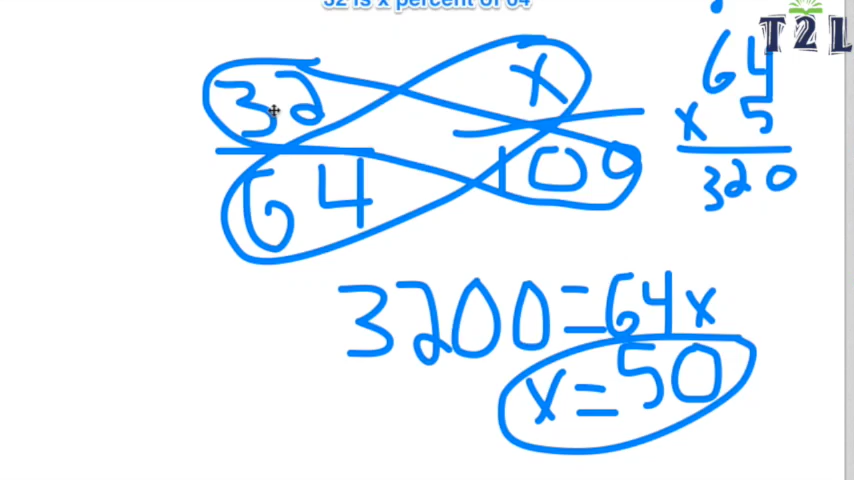 32 is x percent of 64
T2L
32 x
64 100
64
x 5
320
3200=64x
x=50